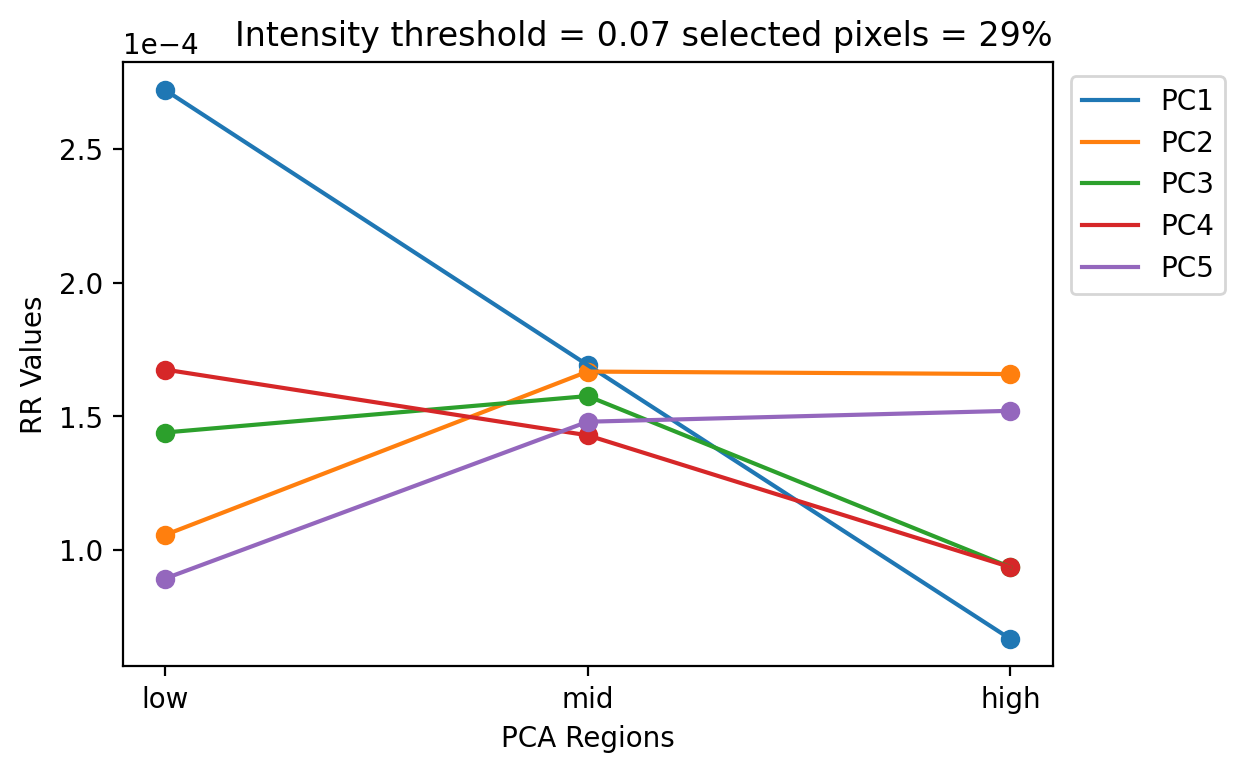 Intensity threshold = 0.07 selected pixels = 29%
1e−4
2.5
2.0
1.5
1.0
RR Values
low
mid
high
PCA Regions
PC1
PC2
PC3
PC4
PC5